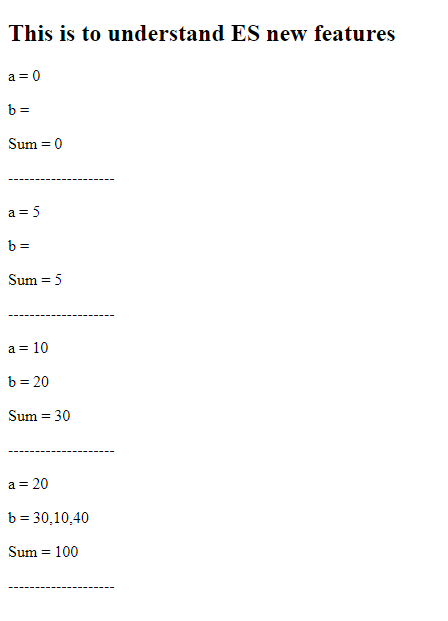 This is to understand ES new features
a = 0
b =
Sum = 0
--------------------
a = 5
b =
Sum = 5
--------------------
a = 10
b = 20
Sum = 30
--------------------
a = 20
b = 30,10,40
Sum = 100
--------------------